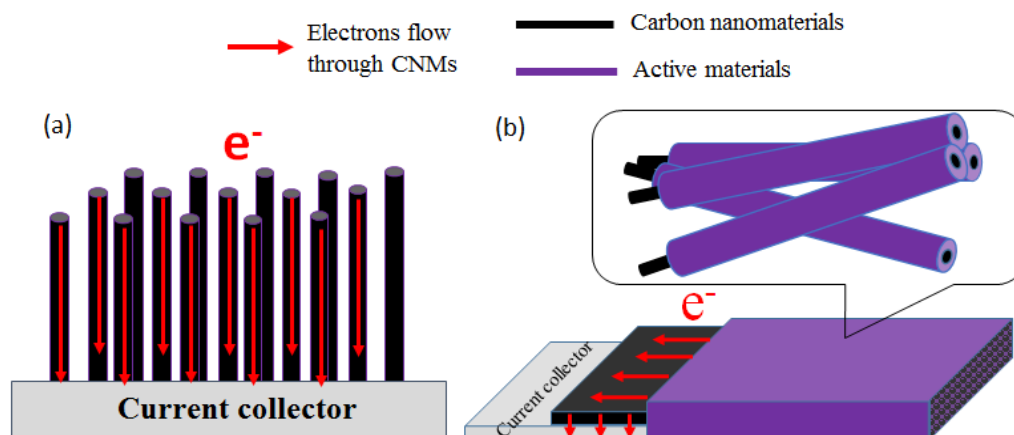 Electrons flow
through CNMs
Carbon nanomaterials
Active materials
(a)
e-
Current collector
(b)
e-
Current collector